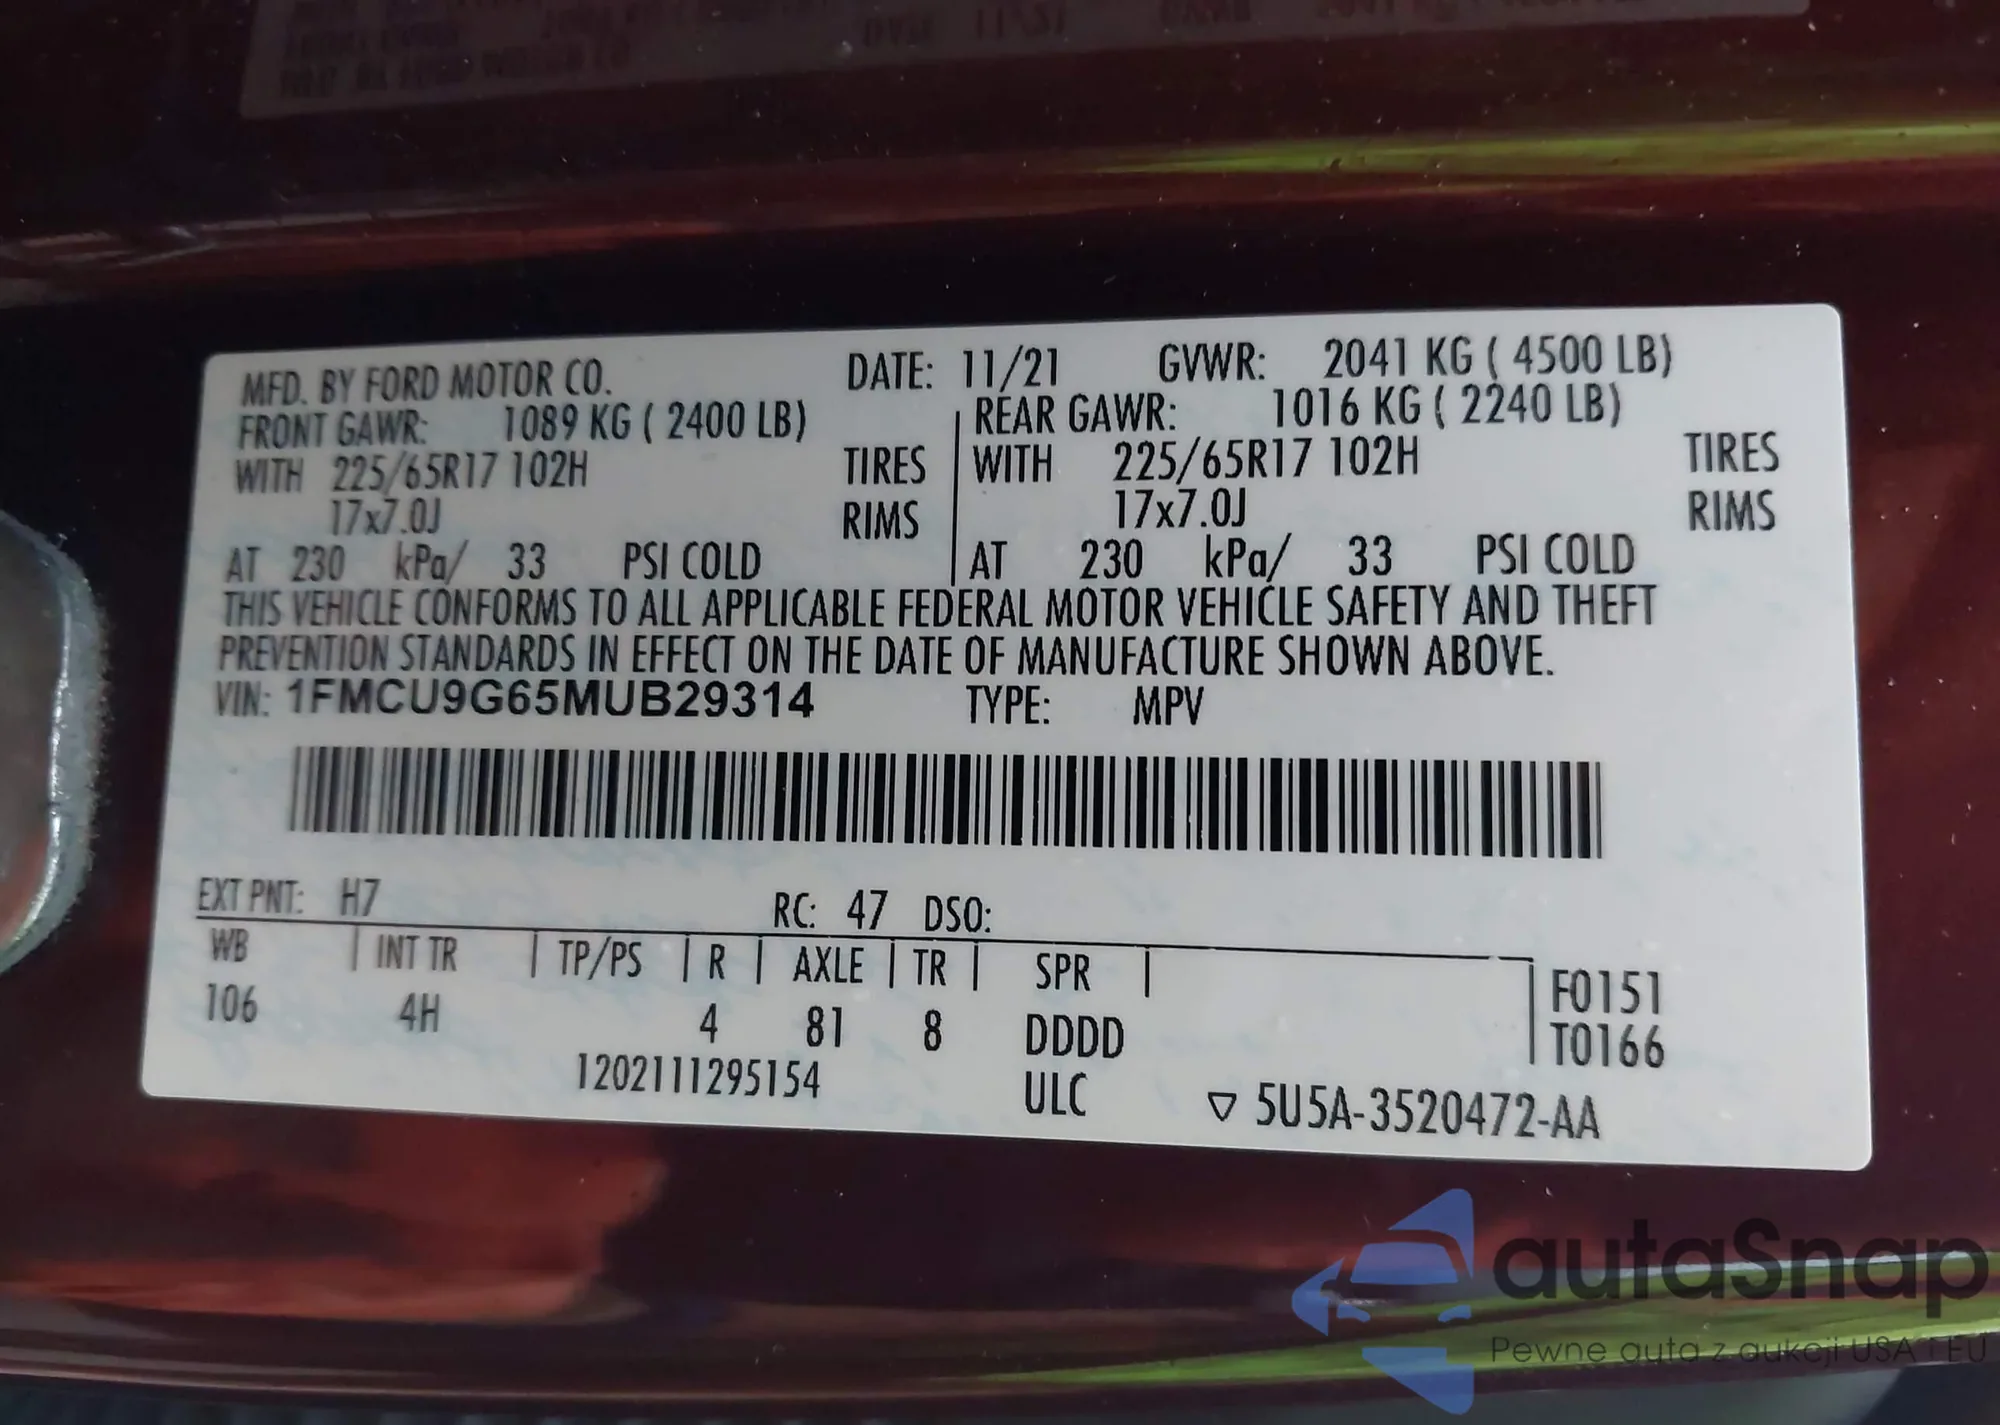 MFD. BY FORD MOTOR CO. DATE: 11/21 GVWR: 2041 KG ( 4500 LB)
FRONT GAWR: 1089 KG ( 2400 LB) REAR GAWR: 1016 KG ( 2240 LB)
WITH 225/65R17 102H TIRES WITH 225/65R17 102H TIRES
17x7.0J RIMS 17x7.0J RIMS
AT 230 kPa/ 33 PSI COLD AT 230 kPa/ 33 PSI COLD
THIS VEHICLE CONFORMS TO ALL APPLICABLE FEDERAL MOTOR VEHICLE SAFETY AND THEFT
PREVENTION STANDARDS IN EFFECT ON THE DATE OF MANUFACTURE SHOWN ABOVE.
VIN: 1FMCU9G65MUB29314 TYPE: MPV
EXT PNT: H7 RC: 47 DSO:
WB INT TR TP/PS R AXLE TR SPR F0151
106 4H 4 81 8 DDDD T0166
1202111295154 ULC ▽ 5U5A-3520472-AA
autaSnap
Pewne auta z aukcji USA i EU